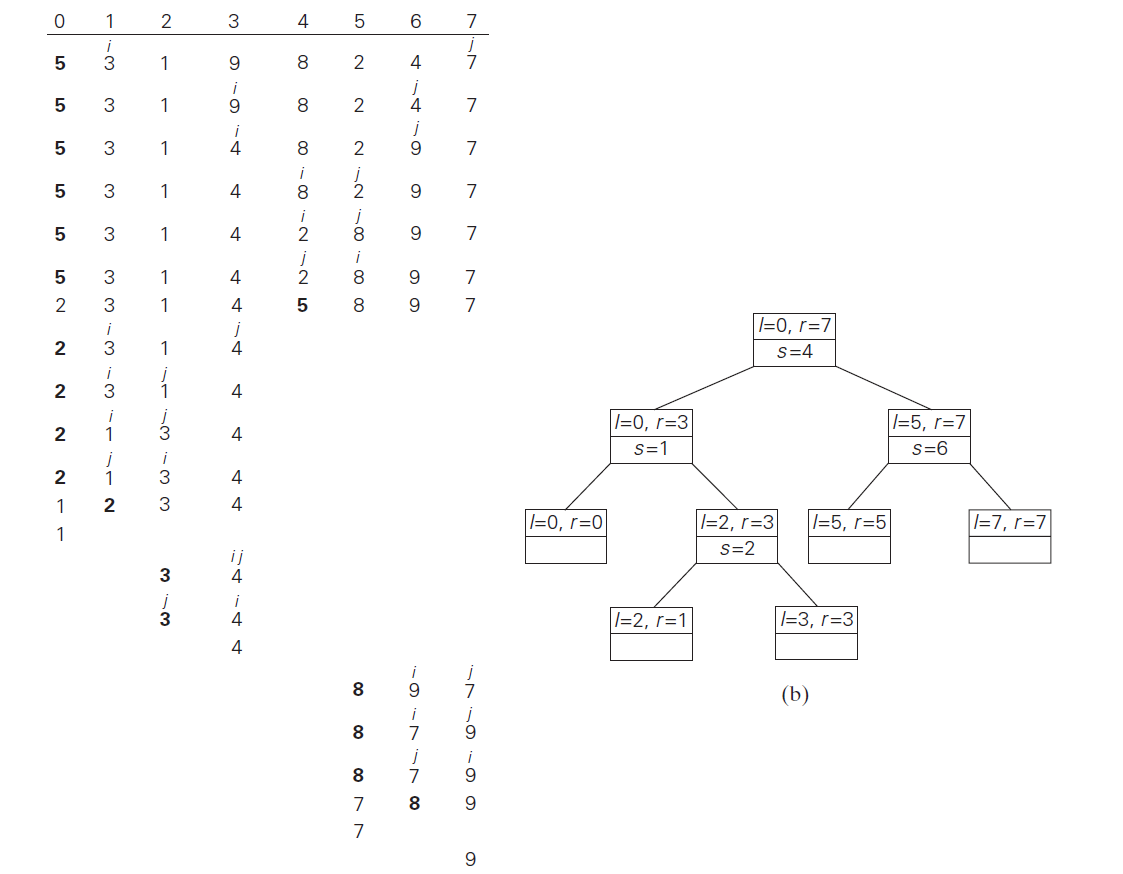 0 1 2 3 4 5 6 7
i j
5 3 1 9 8 2 4 7
i j
5 3 1 9 8 2 4 7
i j
5 3 1 4 8 2 9 7
i j
5 3 1 4 8 2 9 7
i j
5 3 1 4 2 8 9 7
j i
5 3 1 4 2 8 9 7
2 3 1 4 5 8 9 7
i j
2 3 1 4
i j
2 3 1 4
i j
2 1 3 4
j i
2 1 3 4
1 2 3 4
1
i j
3 4
j i
3 4
4
i j
8 9 7
i j
8 7 9
j i
8 7 9
7 8 9
7
9
l=0, r=7
s=4
l=0, r=3
s=1
l=5, r=7
s=6
l=0, r=0
l=2, r=3
s=2
l=5, r=5
l=7, r=7
l=2, r=1
l=3, r=3
(b)